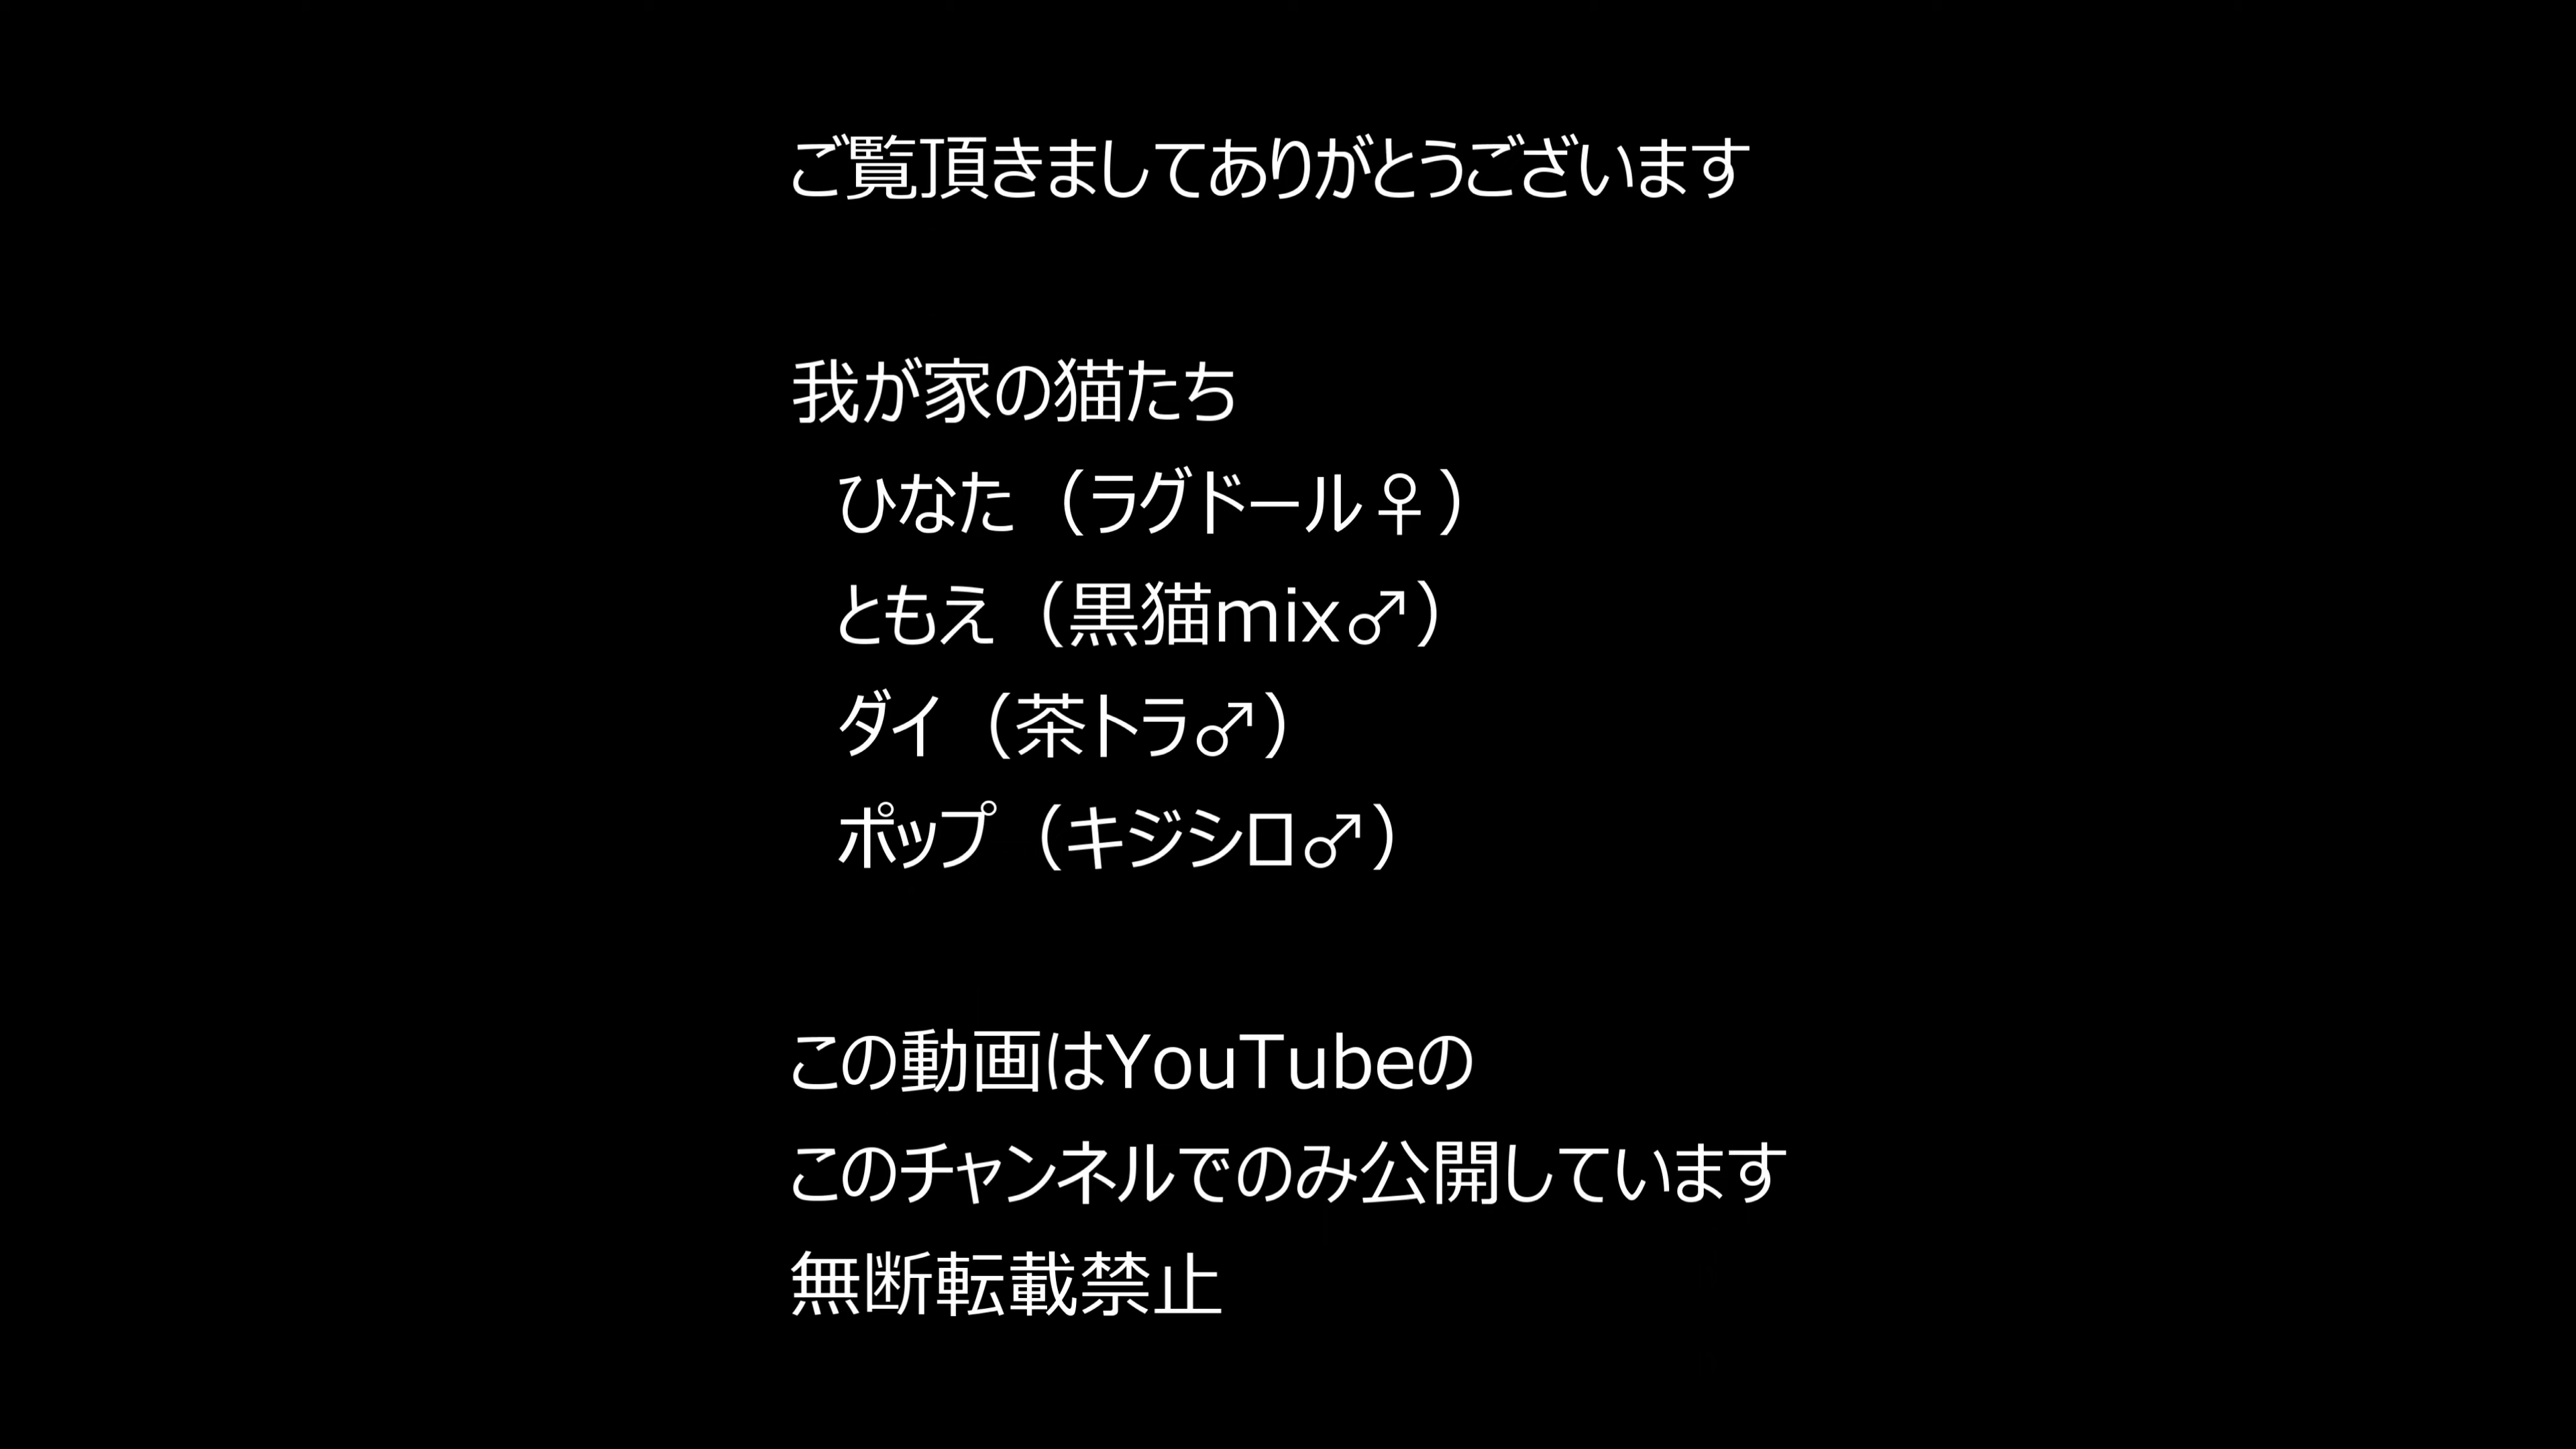 ご覧頂きましてありがとうございます
我が家の猫たち
ひなた（ラグドール♀）
ともえ（黒猫mix♂）
ダイ（茶トラ♂）
ポップ（キジシロ♂）
この動画はYouTubeの
このチャンネルでのみ公開しています
無断転載禁止